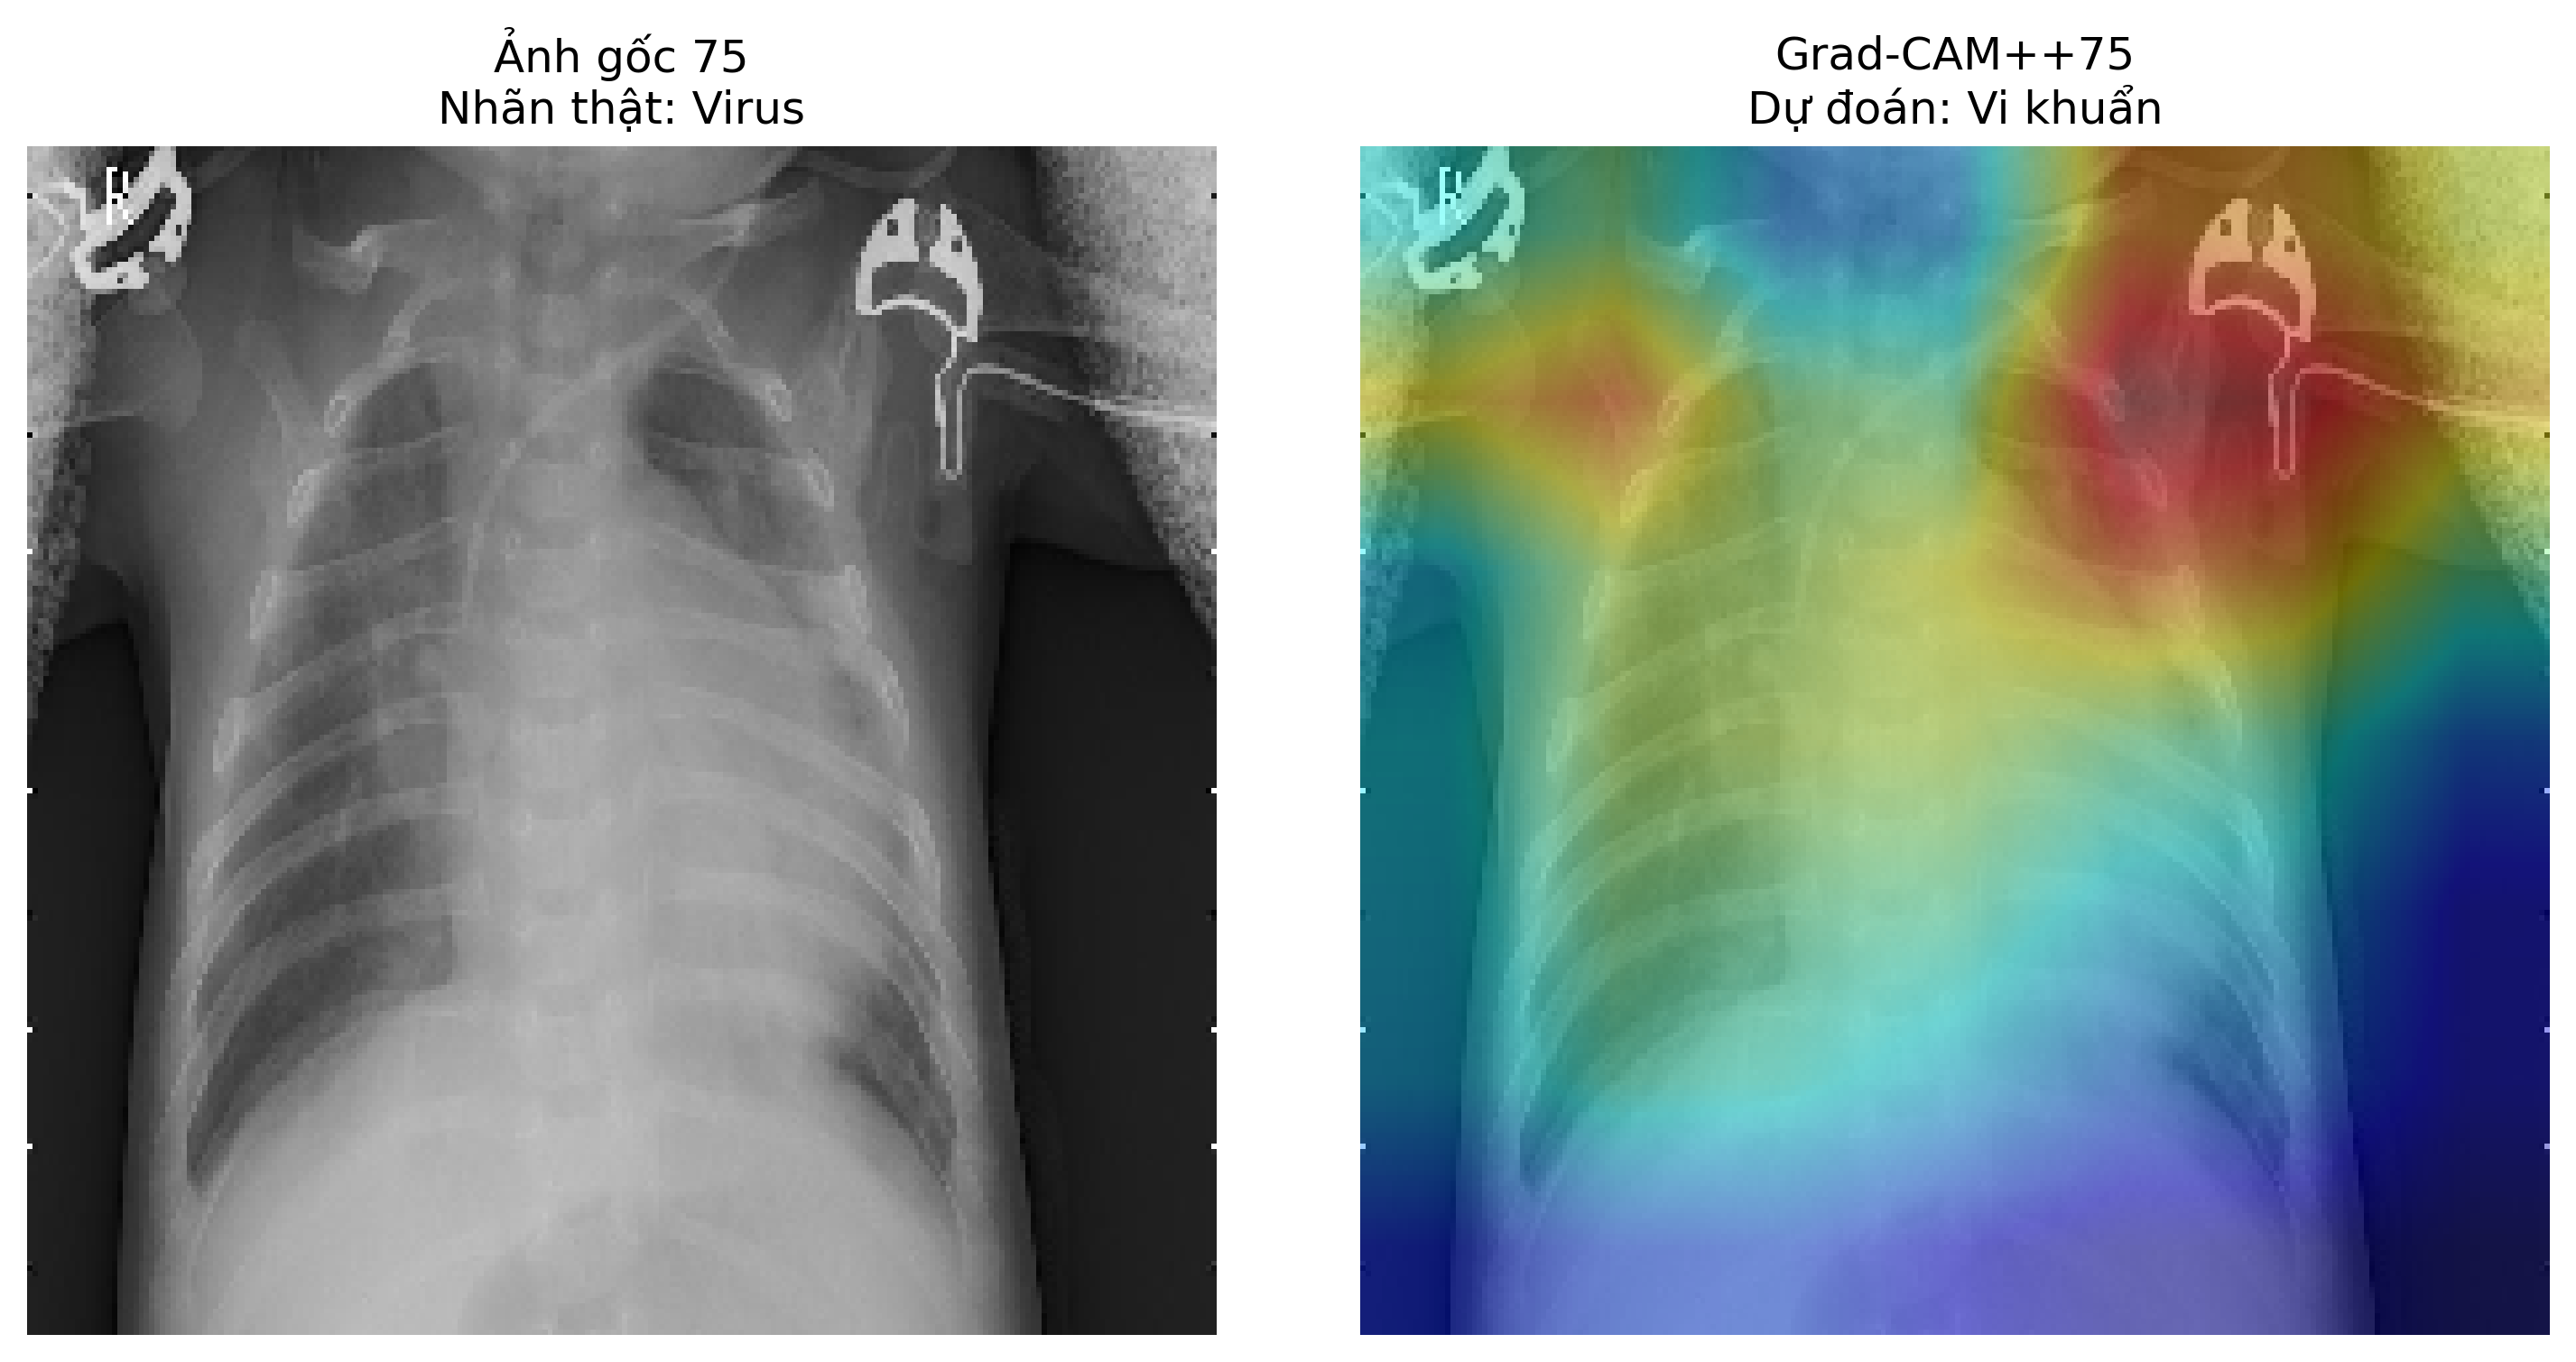 Ảnh gốc 75
Nhãn thật: Virus
Grad-CAM++75
Dự đoán: Vi khuẩn
R